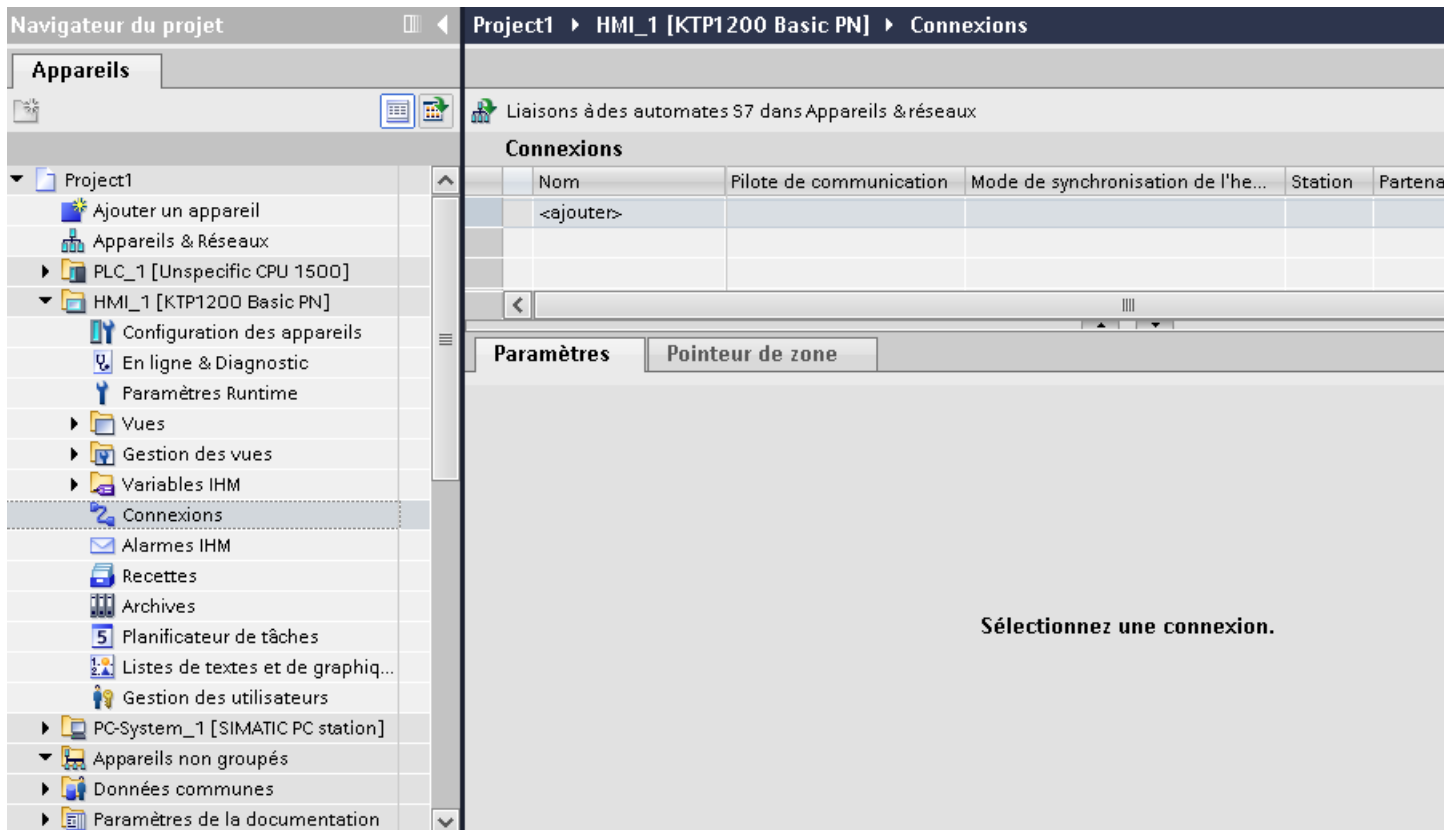 Navigateur du projet
Project1 ▸ HMI_1 [KTP1200 Basic PN] ▸ Connexions
Appareils
Liaisons à des automates S7 dans Appareils & réseaux
Connexions
Nom Pilote de communication Mode de synchronisation de l'he... Station Partena
<ajouter>
Project1
Ajouter un appareil
Appareils & Réseaux
PLC_1 [Unspecific CPU 1500]
HMI_1 [KTP1200 Basic PN]
Configuration des appareils
En ligne & Diagnostic
Paramètres Runtime
Vues
Gestion des vues
Variables IHM
Connexions
Alarmes IHM
Recettes
Archives
5 Planificateur de tâches
Listes de textes et de graphiq...
Gestion des utilisateurs
PC-System_1 [SIMATIC PC station]
Appareils non groupés
Données communes
Paramètres de la documentation
Paramètres Pointeur de zone
Sélectionnez une connexion.